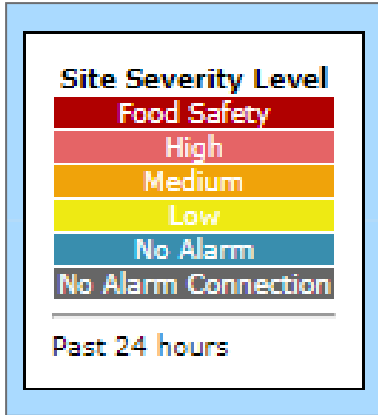 Site Severity Level
Food Safety
High
Medium
Low
No Alarm
No Alarm Connection
Past 24 hours